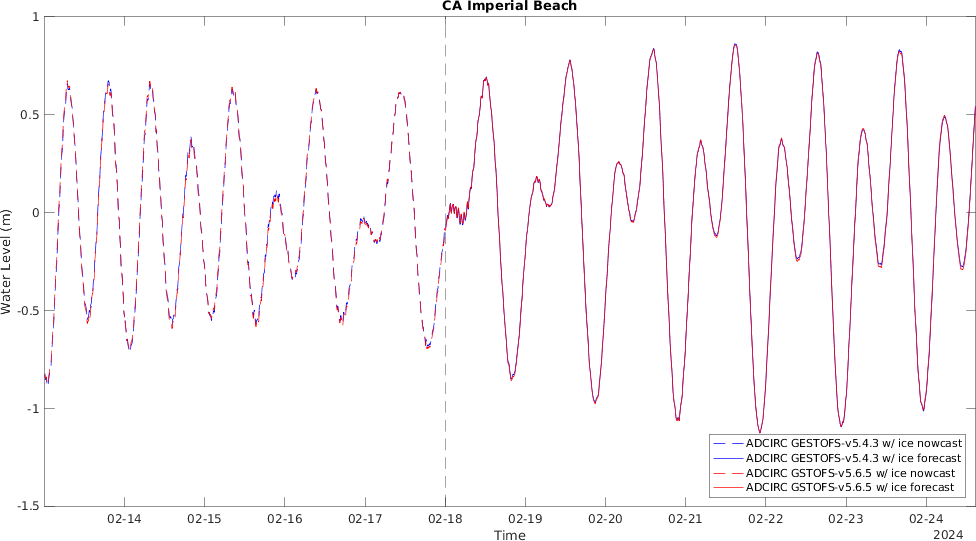 CA Imperial Beach
1
0.5
0
-0.5
-1
-1.5
Water Level (m)
02-14 02-15 02-16 02-17 02-18 02-19 02-20 02-21 02-22 02-23 02-24
Time
2024
ADCIRC GESTOFS-v5.4.3 w/ ice nowcast
ADCIRC GESTOFS-v5.4.3 w/ ice forecast
ADCIRC GSTOFS-v5.6.5 w/ ice nowcast
ADCIRC GSTOFS-v5.6.5 w/ ice forecast